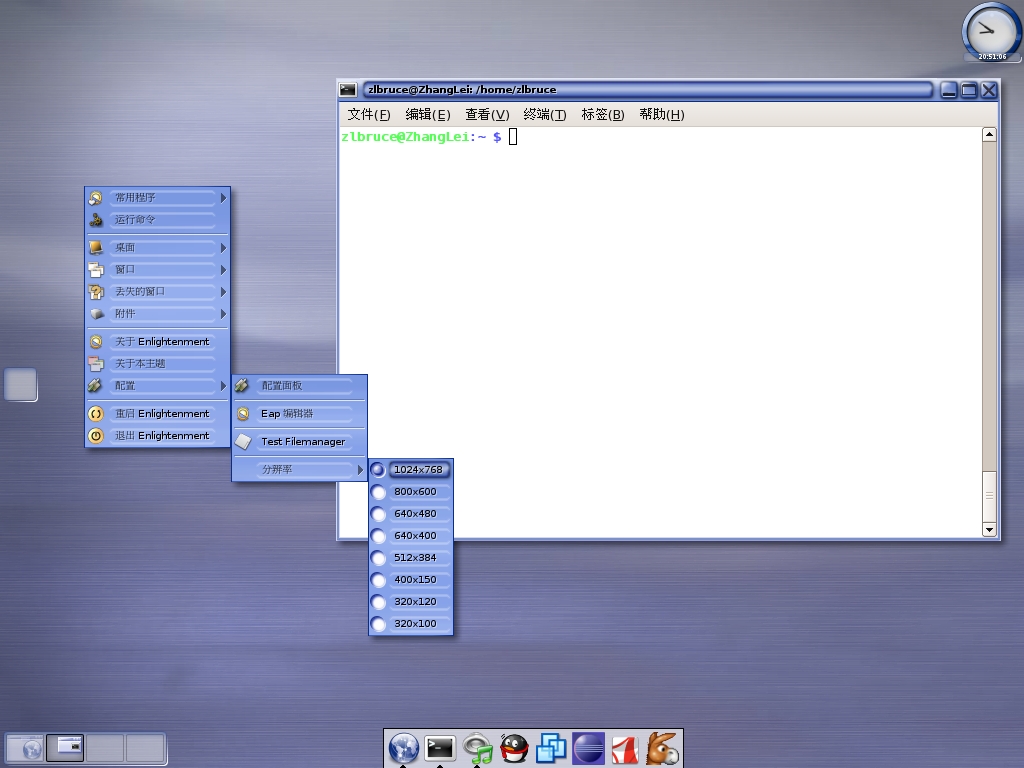 20:51:06
zlbruce@ZhangLei: /home/zlbruce
文件(F) 编辑(E) 查看(V) 终端(T) 标签(B) 帮助(H)
zlbruce@ZhangLei:~ $
常用程序
运行命令
桌面
窗口
丢失的窗口
附件
关于 Enlightenment
关于本主题
配置
重启 Enlightenment
退出 Enlightenment
配置面板
Eap 编辑器
Test Filemanager
分辨率
1024x768
800x600
640x480
640x400
512x384
400x150
320x120
320x100